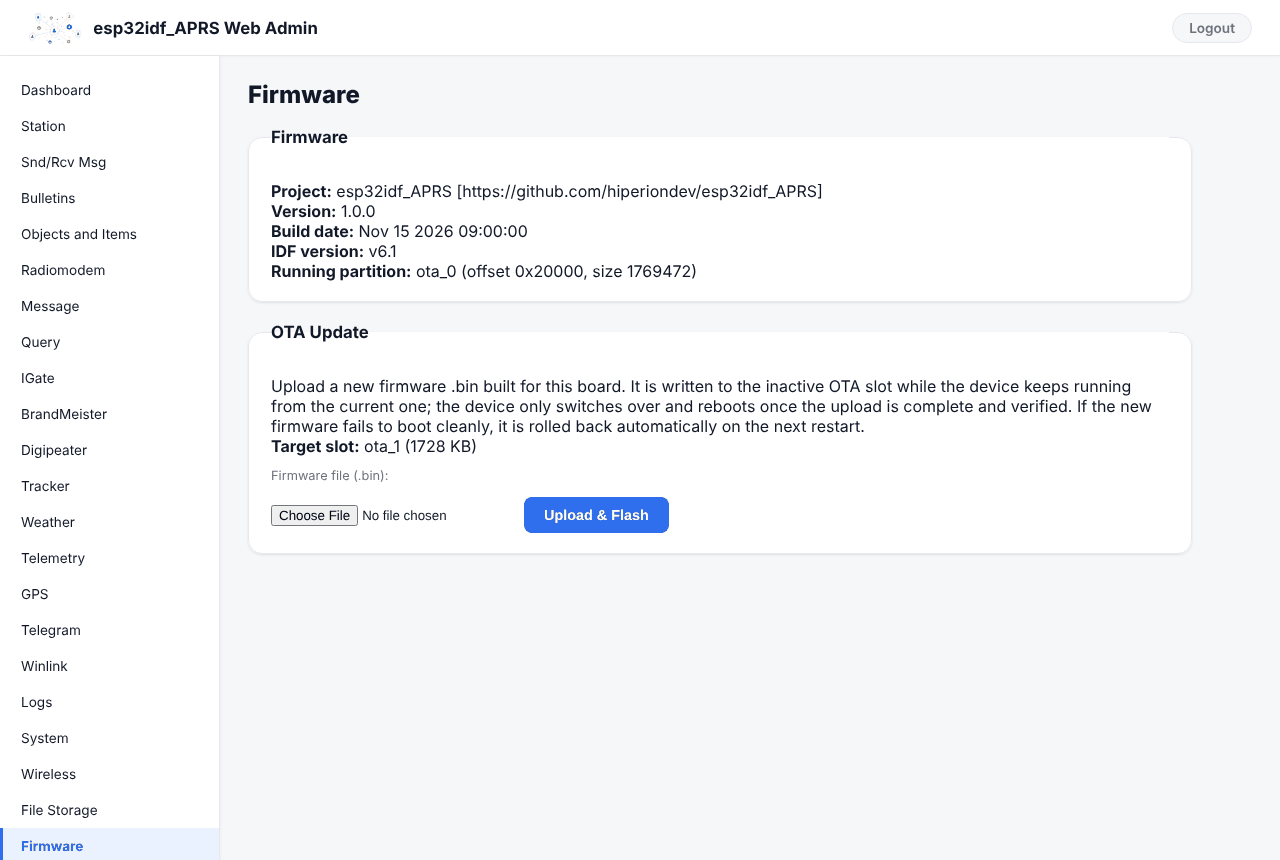 esp32idf_APRS Web Admin
Logout
Dashboard
Station
Snd/Rcv Msg
Bulletins
Objects and Items
Radiomodem
Message
Query
IGate
BrandMeister
Digipeater
Tracker
Weather
Telemetry
GPS
Telegram
Winlink
Logs
System
Wireless
File Storage
Firmware
Firmware
Firmware
Project: esp32idf_APRS [https://github.com/hiperiondev/esp32idf_APRS]
Version: 1.0.0
Build date: Nov 15 2026 09:00:00
IDF version: v6.1
Running partition: ota_0 (offset 0x20000, size 1769472)
OTA Update
Upload a new firmware .bin built for this board. It is written to the inactive OTA slot while the device keeps running
from the current one; the device only switches over and reboots once the upload is complete and verified. If the new
firmware fails to boot cleanly, it is rolled back automatically on the next restart.
Target slot: ota_1 (1728 KB)
Firmware file (.bin):
Choose File No file chosen
Upload & Flash